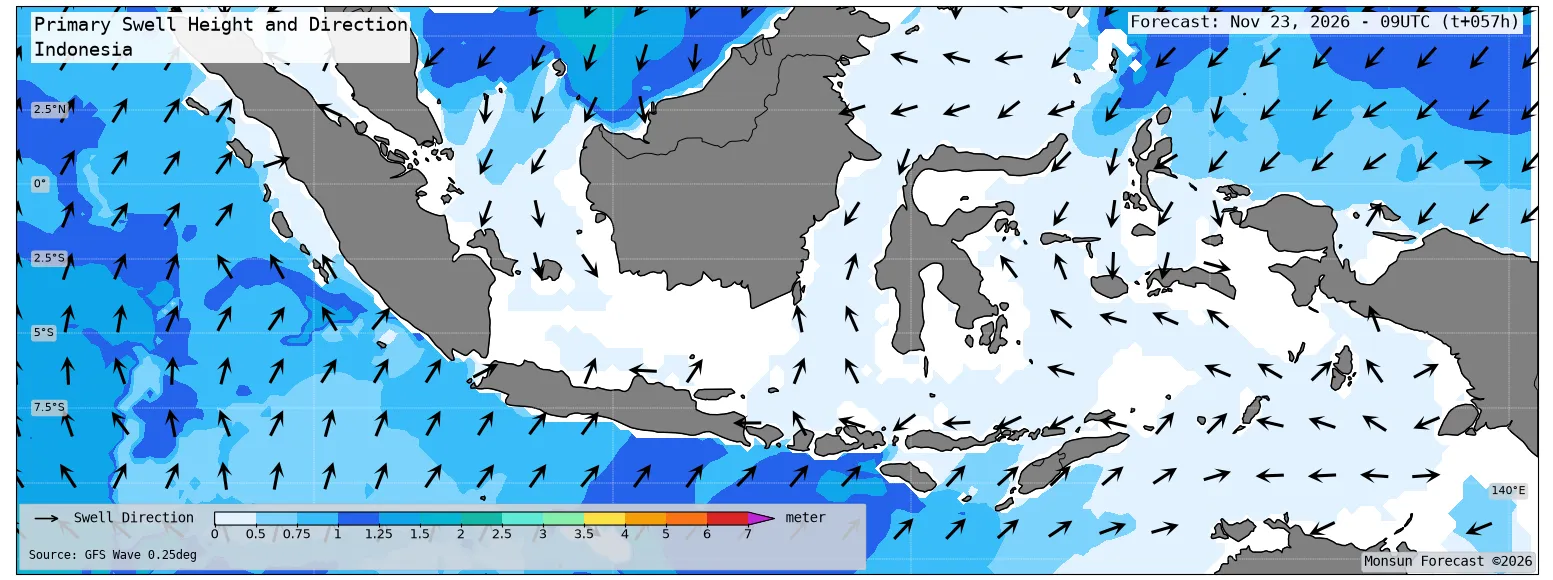 Primary Swell Height and Direction
Indonesia
Forecast: Nov 23, 2026 - 09UTC (t+057h)
2.5°N
0°
2.5°S
5°S
7.5°S
140°E
Swell Direction
meter
0 0.5 0.75 1 1.25 1.5 2 2.5 3 3.5 4 5 6 7
Source: GFS Wave 0.25deg
Monsun Forecast ©2026